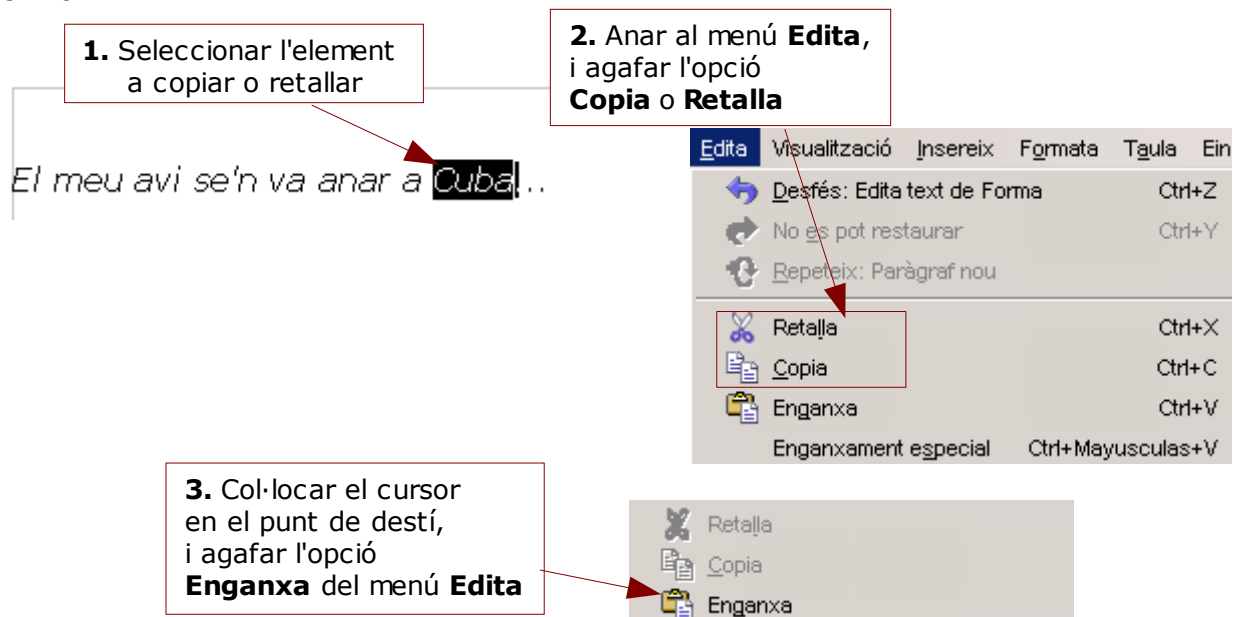 1. Seleccionar l'element
a copiar o retallar
2. Anar al menú Edita,
i agafar l'opció
Copia o Retalla
El meu avi se'n va anar a Cuba!..
Edita Visualització Insereix Formata Taula Ein
Desfés: Edita text de Forma Ctrl+Z
No es pot restaurar Ctrl+Y
Repeteix: Paràgraf nou
Retalla Ctrl+X
Copia Ctrl+C
Enganxa Ctrl+V
Enganxament especial Ctrl+Mayusculas+V
3. Col·locar el cursor
en el punt de destí,
i agafar l'opció
Enganxa del menú Edita
Retalla
Copia
Enganxa